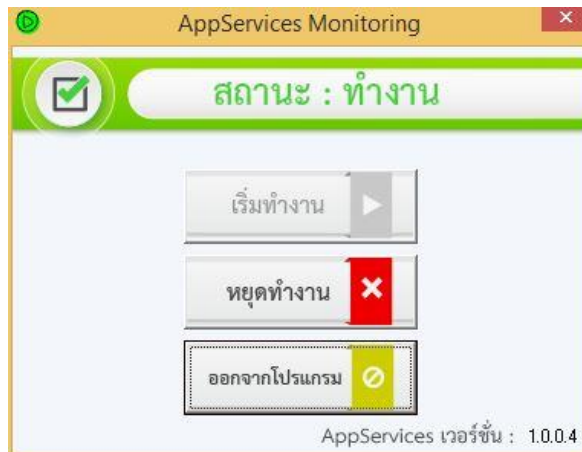 AppServices Monitoring
สถานะ : ทำงาน
เริ่มทำงาน
หยุดทำงาน
ออกจากโปรแกรม
AppServices เวอร์ชั่น : 1.0.0.4